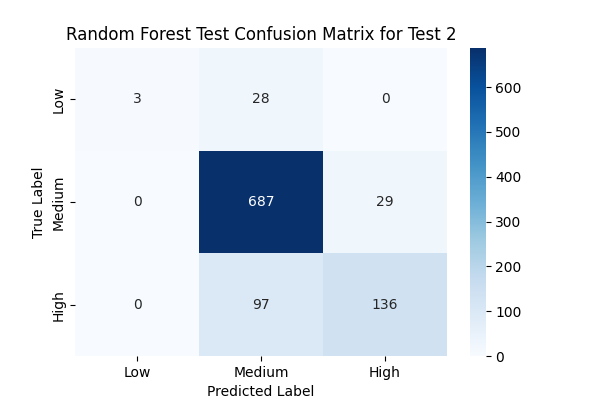 Random Forest Test Confusion Matrix for Test 2
True Label
Low
3
28
0
Medium
0
687
29
High
0
97
136
Low
Medium
High
Predicted Label
600
500
400
300
200
100
0